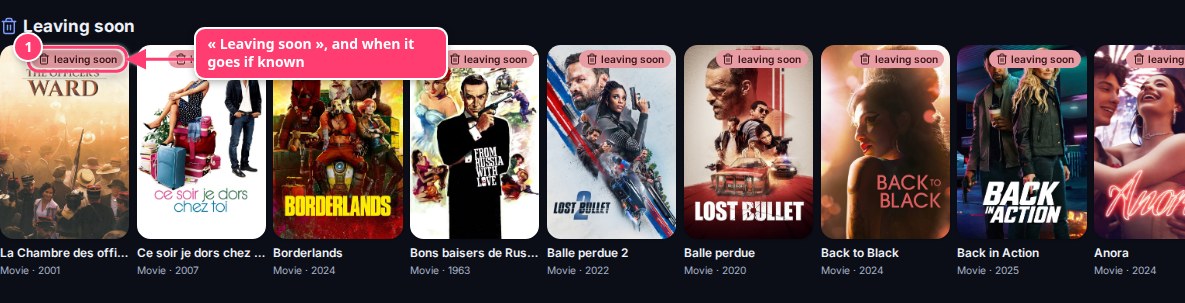 Leaving soon
1
« Leaving soon », and when it
goes if known
leaving soon
leaving soon
leaving soon
leaving soon
leaving soon
leaving soon
leaving soon
THE OFFICERS'
WARD
ce soir je dors
chez toi
BORDERLANDS
FROM
RUSSIA
WITH
LOVE
LOST BULLET
2
LOST BULLET
BACK TO
BLACK
BACK
IN ACTION
Anor
La Chambre des offi...
Ce soir je dors chez ...
Borderlands
Bons baisers de Rus...
Balle perdue 2
Balle perdue
Back to Black
Back in Action
Anora
Movie · 2001
Movie · 2007
Movie · 2024
Movie · 1963
Movie · 2022
Movie · 2020
Movie · 2024
Movie · 2025
Movie · 2024